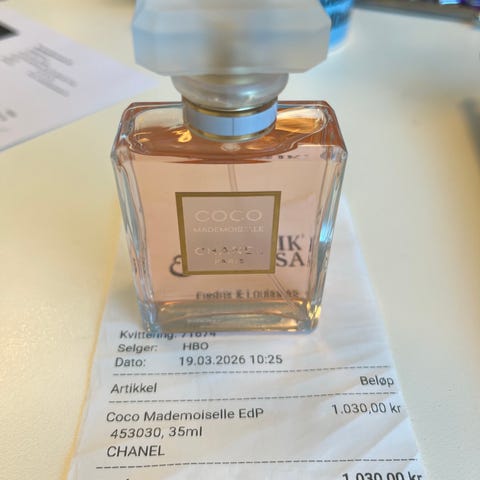 COCO
MADEMOISELLE
CHANEL
PARIS
Fredrik & Louisa AS
Kvittering: 71674
Selger: HBO
Dato: 19.03.2026 10:25
Artikkel Beløp
Coco Mademoiselle EdP 1.030,00 kr
453030, 35ml
CHANEL
1.030,00 kr